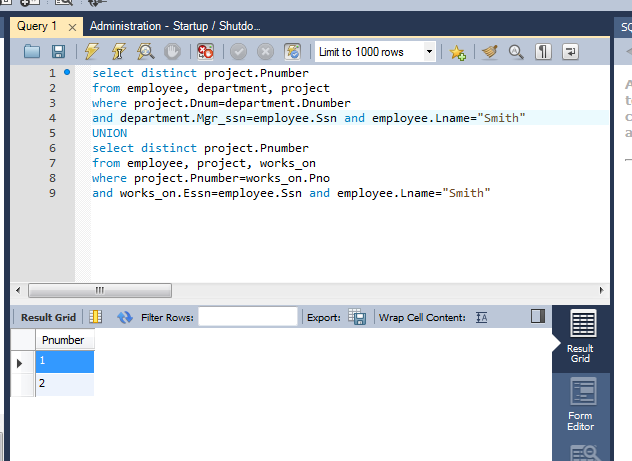 Query 1
Administration - Startup / Shutdo...
SQ
Limit to 1000 rows
1 select distinct project.Pnumber
2 from employee, department, project
3 where project.Dnum=department.Dnumber
4 and department.Mgr_ssn=employee.Ssn and employee.Lname="Smith"
5 UNION
6 select distinct project.Pnumber
7 from employee, project, works_on
8 where project.Pnumber=works_on.Pno
9 and works_on.Essn=employee.Ssn and employee.Lname="Smith"
Result Grid
Filter Rows:
Export:
Wrap Cell Content:
Pnumber
1
2
Result
Grid
Form
Editor